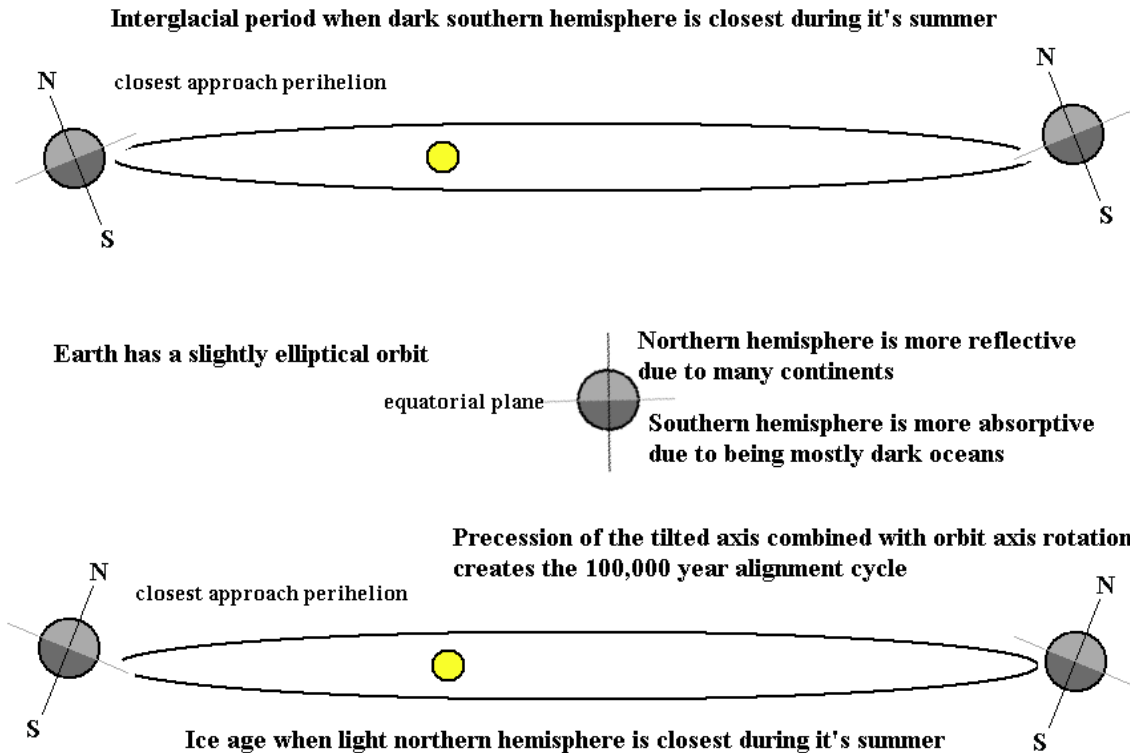 Interglacial period when dark southern hemisphere is closest during it's summer
N
closest approach perihelion
N
S
S
Earth has a slightly elliptical orbit
Northern hemisphere is more reflective
due to many continents
equatorial plane
Southern hemisphere is more absorptive
due to being mostly dark oceans
Precession of the tilted axis combined with orbit axis rotation
creates the 100,000 year alignment cycle
N
closest approach perihelion
N
S
S
Ice age when light northern hemisphere is closest during it's summer